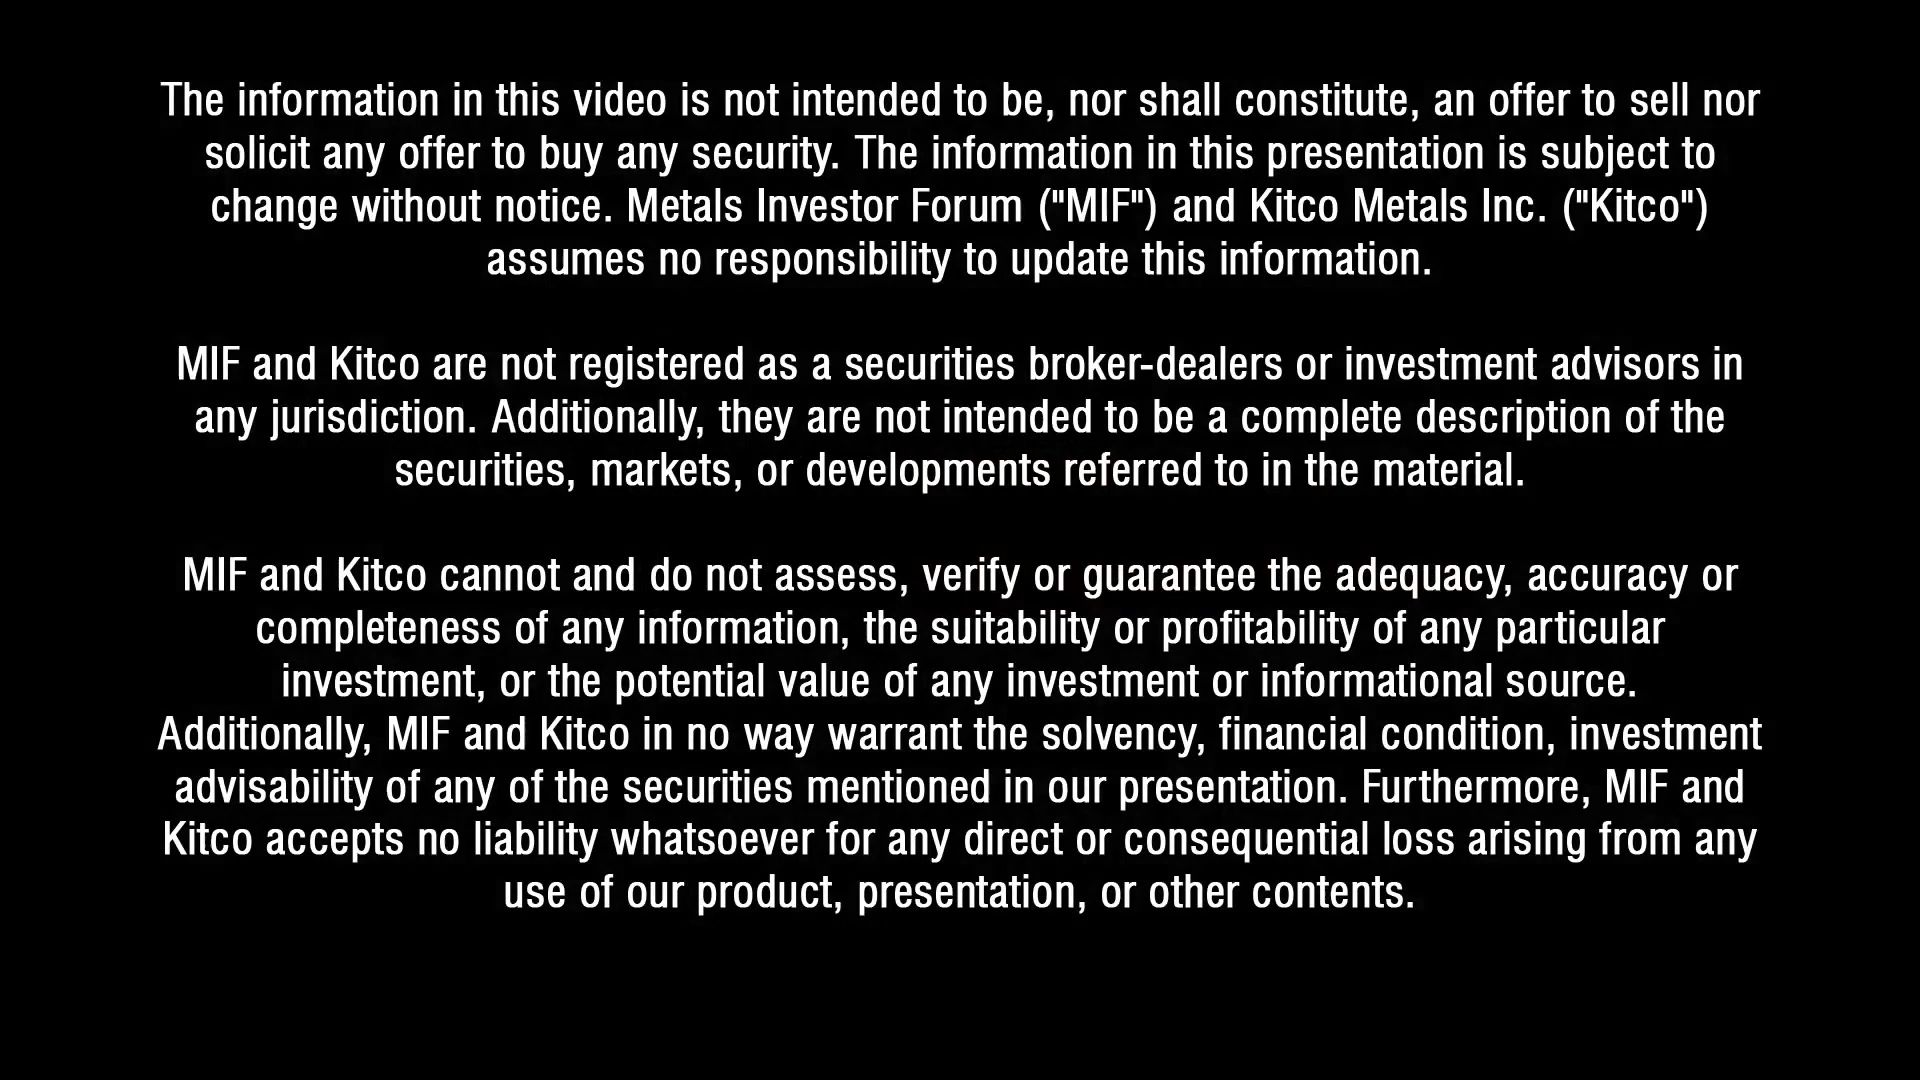 The information in this video is not intended to be, nor shall constitute, an offer to sell nor
solicit any offer to buy any security. The information in this presentation is subject to
change without notice. Metals Investor Forum ("MIF") and Kitco Metals Inc. ("Kitco")
assumes no responsibility to update this information.
MIF and Kitco are not registered as a securities broker-dealers or investment advisors in
any jurisdiction. Additionally, they are not intended to be a complete description of the
securities, markets, or developments referred to in the material.
MIF and Kitco cannot and do not assess, verify or guarantee the adequacy, accuracy or
completeness of any information, the suitability or profitability of any particular
investment, or the potential value of any investment or informational source.
Additionally, MIF and Kitco in no way warrant the solvency, financial condition, investment
advisability of any of the securities mentioned in our presentation. Furthermore, MIF and
Kitco accepts no liability whatsoever for any direct or consequential loss arising from any
use of our product, presentation, or other contents.